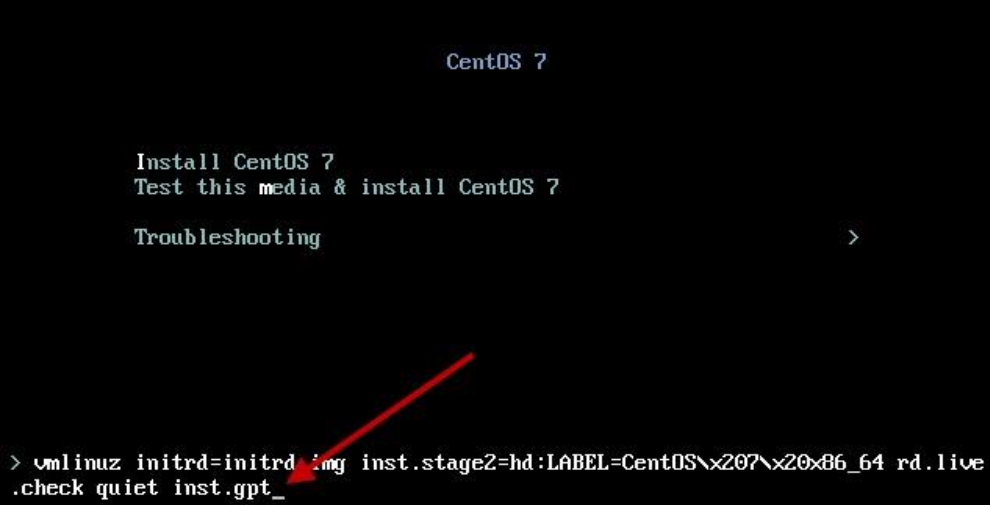 CentOS 7
Install CentOS 7
Test this media & install CentOS 7
Troubleshooting >
> vmlinuz initrd=initrd.img inst.stage2=hd:LABEL=CentOS\x207\x20x86_64 rd.live
.check quiet inst.gpt_